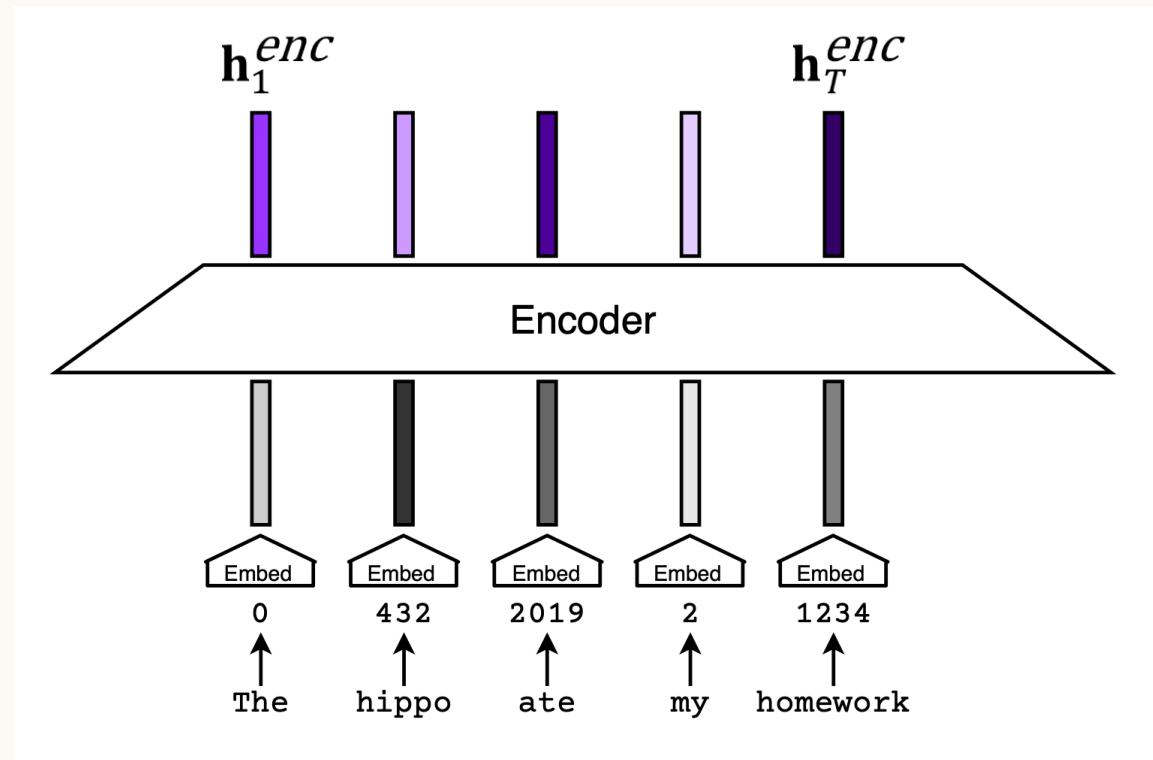 h_1^enc h_T^enc
Encoder
Embed Embed Embed Embed Embed
0 432 2019 2 1234
The hippo ate my homework